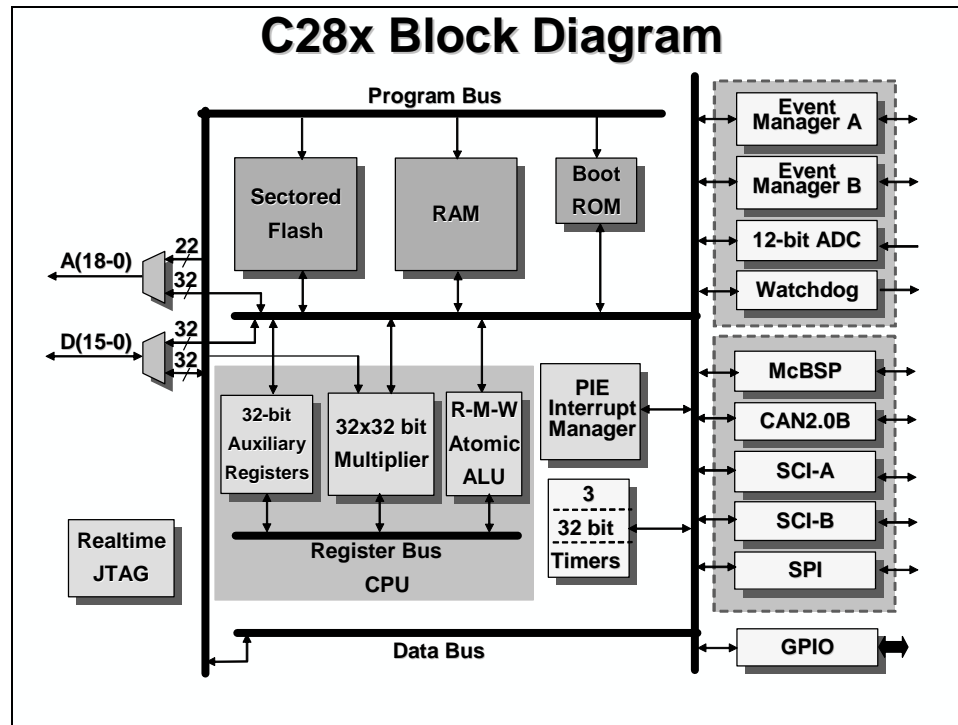 C28x Block Diagram
Program Bus
Sectored
Flash
RAM
Boot
ROM
A(18-0)
22
32
D(15-0)
32
32
32-bit
Auxiliary
Registers
32x32 bit
Multiplier
R-M-W
Atomic
ALU
Register Bus
CPU
PIE
Interrupt
Manager
3
32 bit
Timers
Realtime
JTAG
Data Bus
Event
Manager A
Event
Manager B
12-bit ADC
Watchdog
McBSP
CAN2.0B
SCI-A
SCI-B
SPI
GPIO